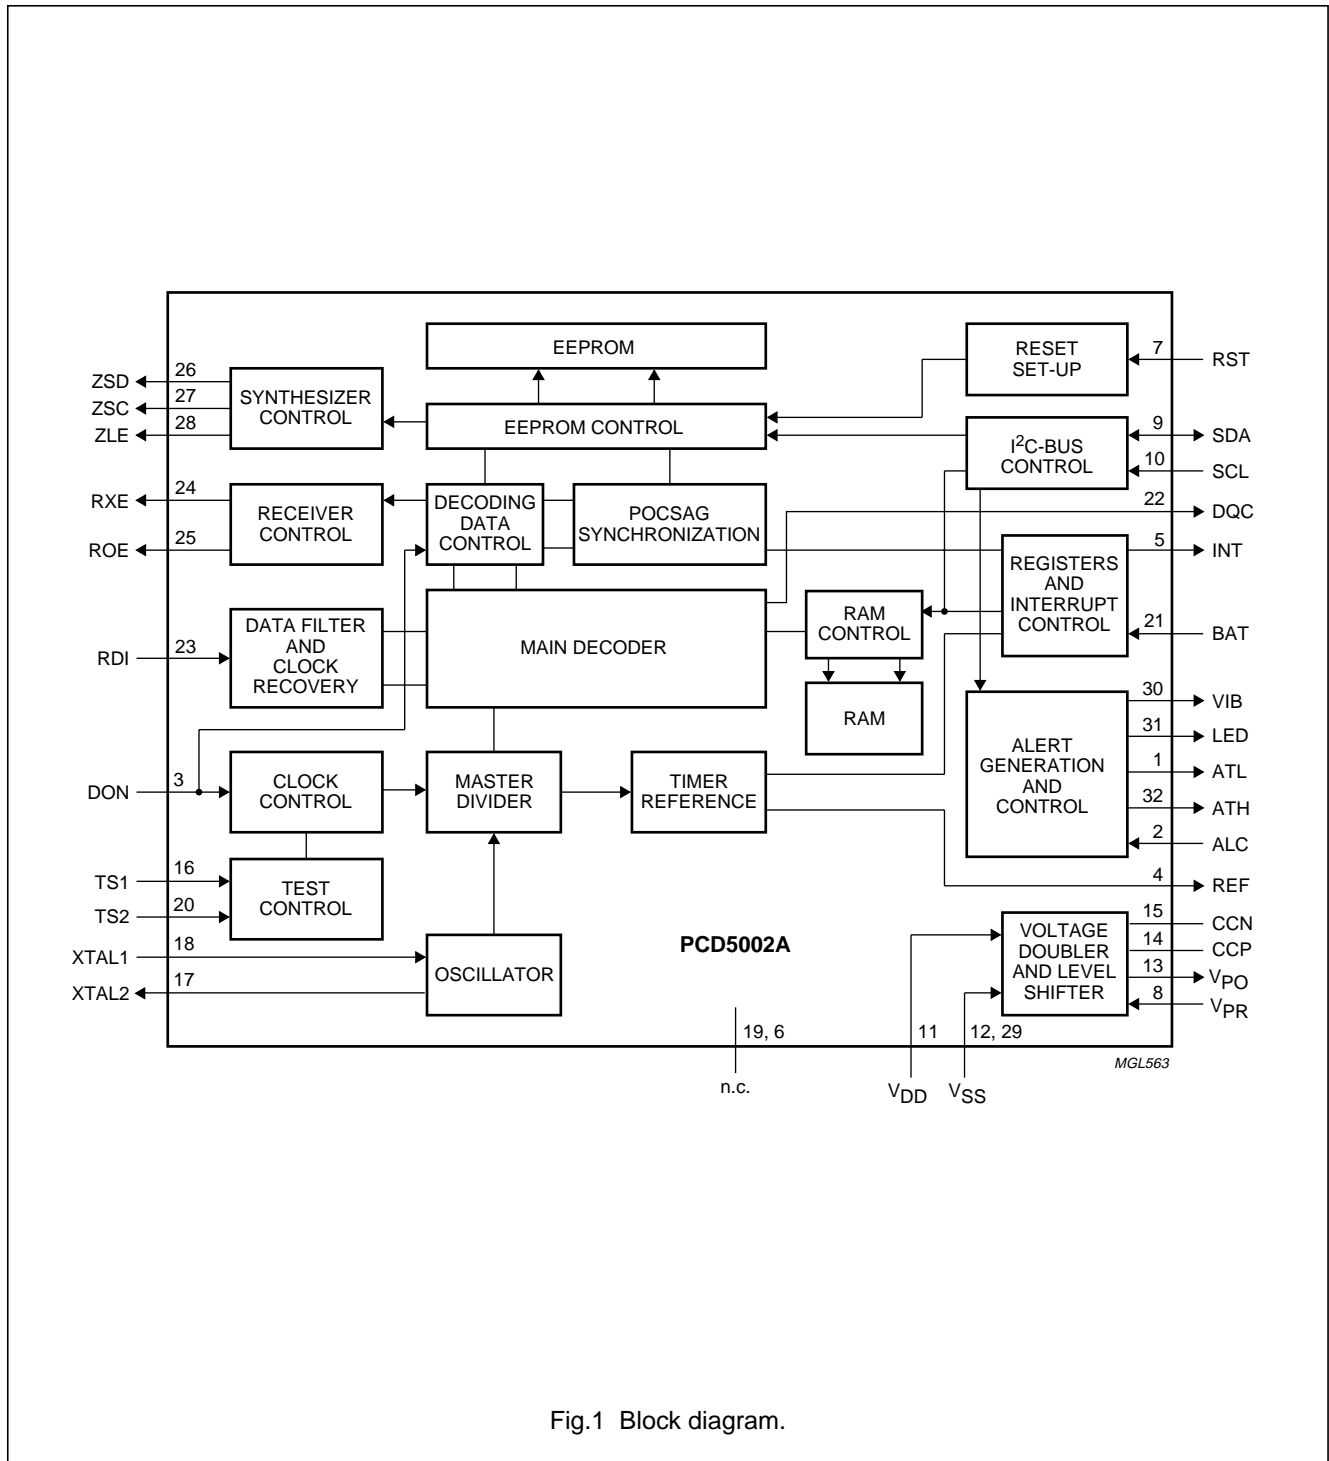 EEPROM
RESET
SET-UP
7
RST
26
ZSD
27
ZSC
28
ZLE
SYNTHESIZER
CONTROL
EEPROM CONTROL
I²C-BUS
CONTROL
9
SDA
10
SCL
24
RXE
25
ROE
RECEIVER
CONTROL
DECODING
DATA
CONTROL
POCSAG
SYNCHRONIZATION
22
DQC
5
INT
REGISTERS
AND
INTERRUPT
CONTROL
21
BAT
RDI
23
DATA FILTER
AND
CLOCK
RECOVERY
MAIN DECODER
RAM
CONTROL
RAM
30
VIB
31
LED
1
ATL
32
ATH
2
ALC
ALERT
GENERATION
AND
CONTROL
DON
3
CLOCK
CONTROL
MASTER
DIVIDER
TIMER
REFERENCE
4
REF
16
TS1
20
TS2
TEST
CONTROL
18
XTAL1
17
XTAL2
OSCILLATOR
PCD5002A
VOLTAGE
DOUBLER
AND LEVEL
SHIFTER
15
CCN
14
CCP
13
VPO
8
VPR
19, 6
n.c.
11
VDD
12, 29
VSS
MGL563
Fig.1 Block diagram.